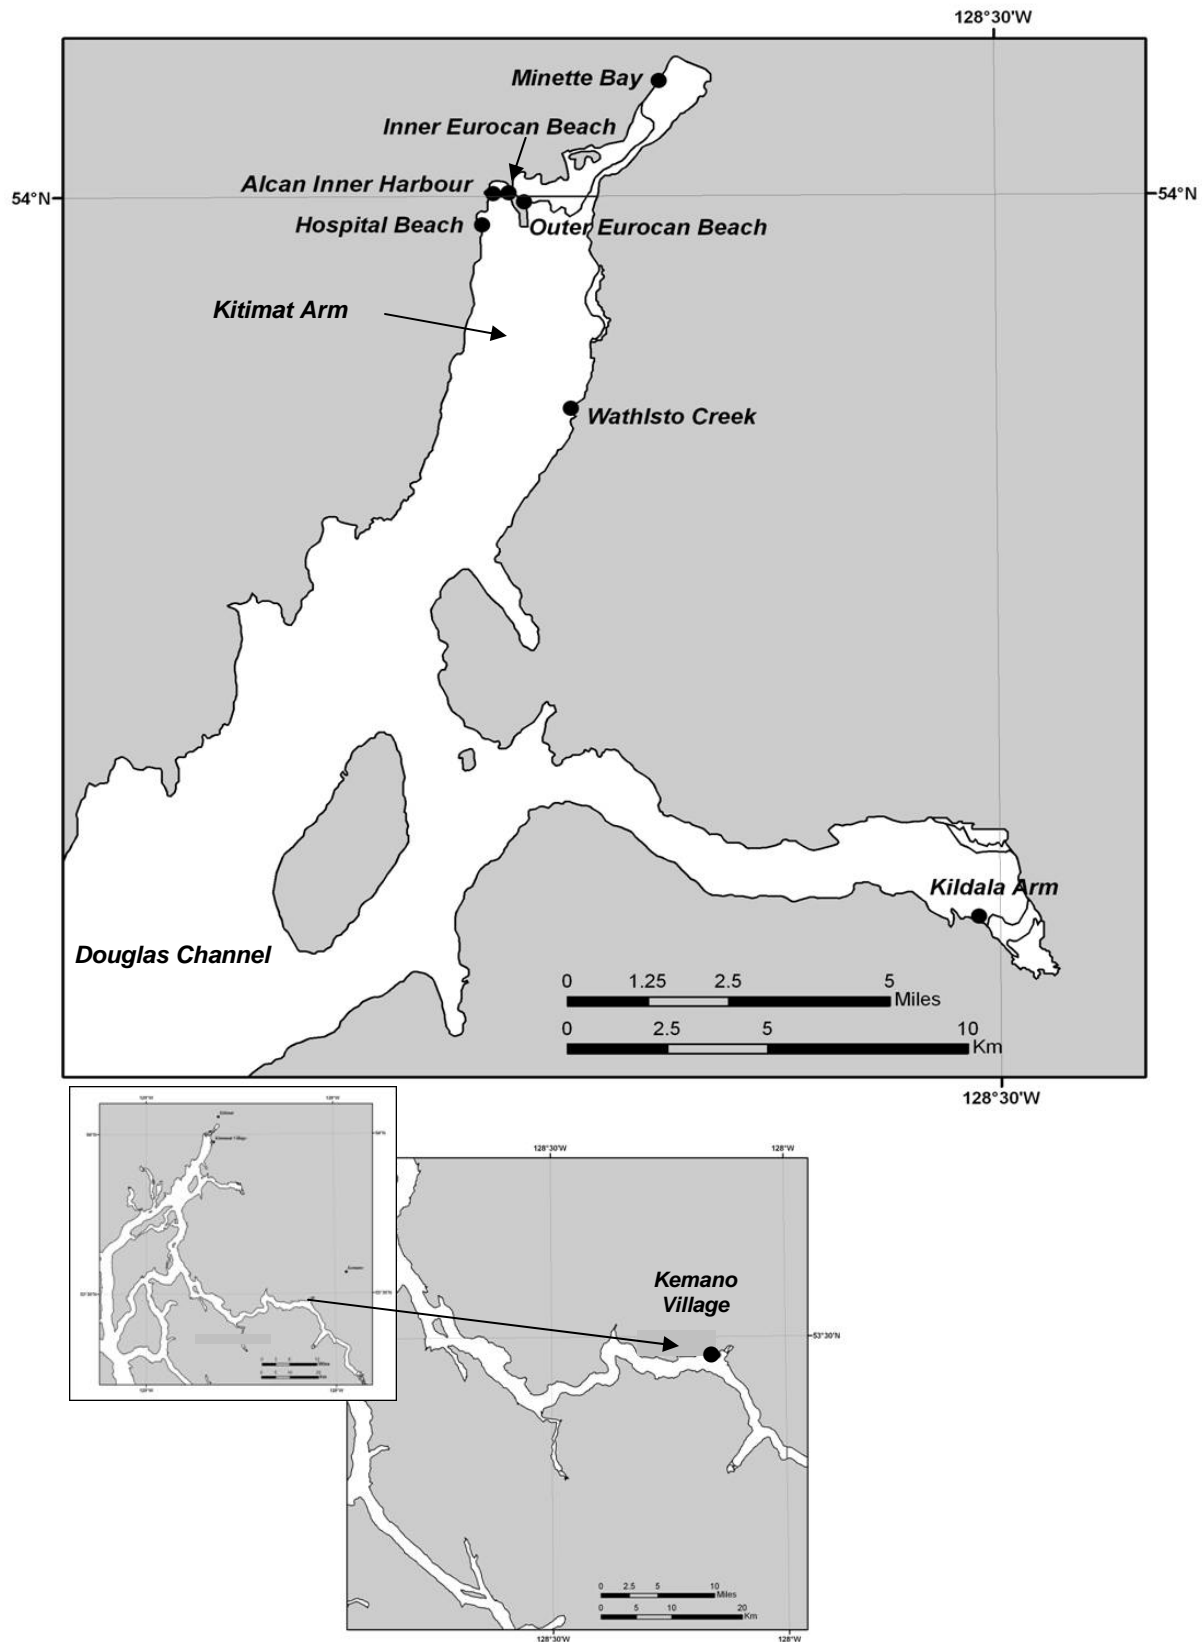 128°30'W
Minette Bay
Inner Eurocan Beach
Alcan Inner Harbour
54°N
54°N
Hospital Beach
Outer Eurocan Beach
Kitimat Arm
Wathlsto Creek
Kildala Arm
Douglas Channel
0 1.25 2.5 5
Miles
0 2.5 5 10
Km
128°30'W
128°30'W
128°W
Kemano
Village
53°30'N
0 2.5 5 10
Miles
0 5 10 20
Km
128°30'W
128°W